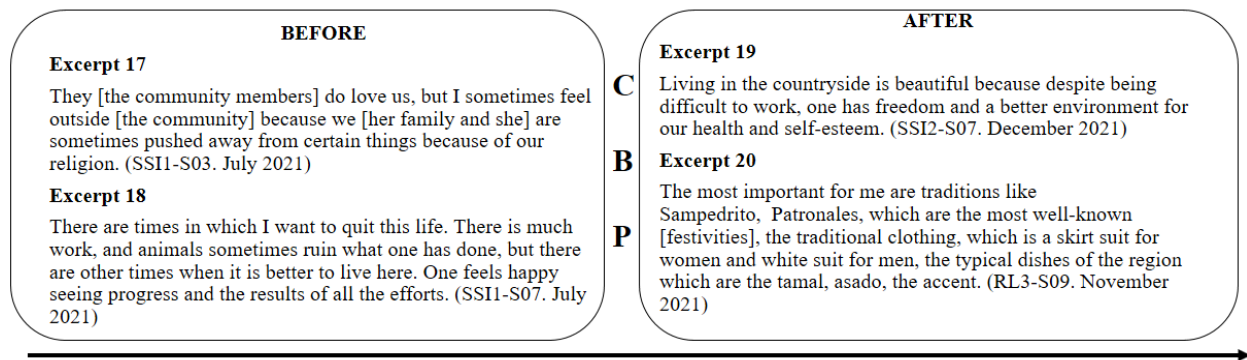 BEFORE
Excerpt 17
They [the community members] do love us, but I sometimes feel
outside [the community] because we [her family and she] are
sometimes pushed away from certain things because of our
religion. (SSI1-S03. July 2021)
Excerpt 18
There are times in which I want to quit this life. There is much
work, and animals sometimes ruin what one has done, but there
are other times when it is better to live here. One feels happy
seeing progress and the results of all the efforts. (SSI1-S07. July
2021)
C
B
P
AFTER
Excerpt 19
Living in the countryside is beautiful because despite being
difficult to work, one has freedom and a better environment for
our health and self-esteem. (SSI2-S07. December 2021)
Excerpt 20
The most important for me are traditions like
Sampedrito, Patronales, which are the most well-known
[festivities], the traditional clothing, which is a skirt suit for
women and white suit for men, the typical dishes of the region
which are the tamal, asado, the accent. (RL3-S09. November
2021)